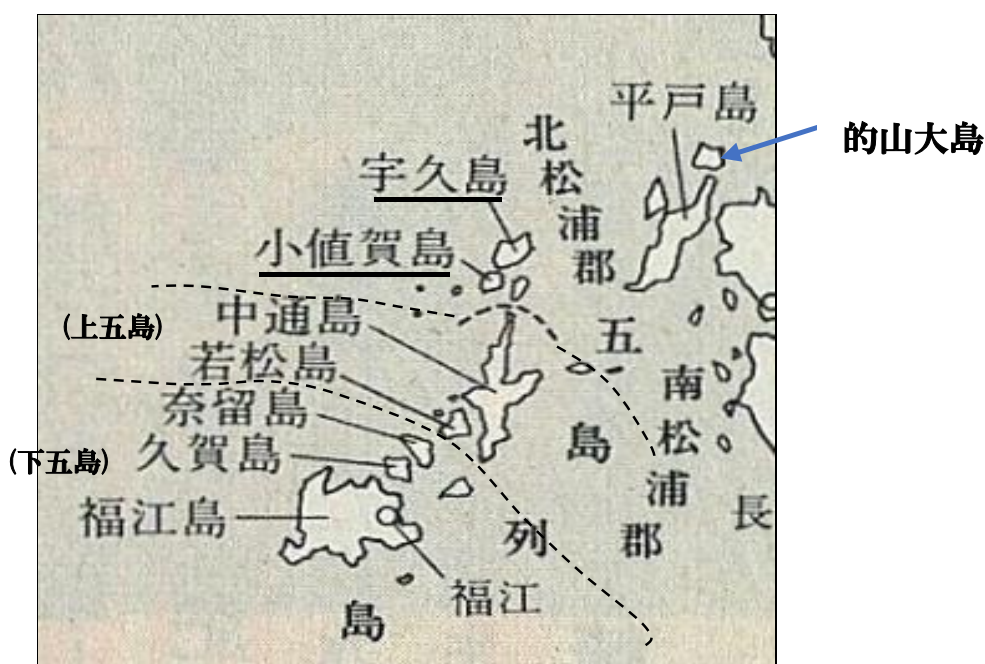 平戸島
的山大島
北松浦郡
宇久島
小値賀島
中通島
(上五島)
若松島
奈留島
久賀島
(下五島)
福江島
福江
五島列島
南松浦郡
長